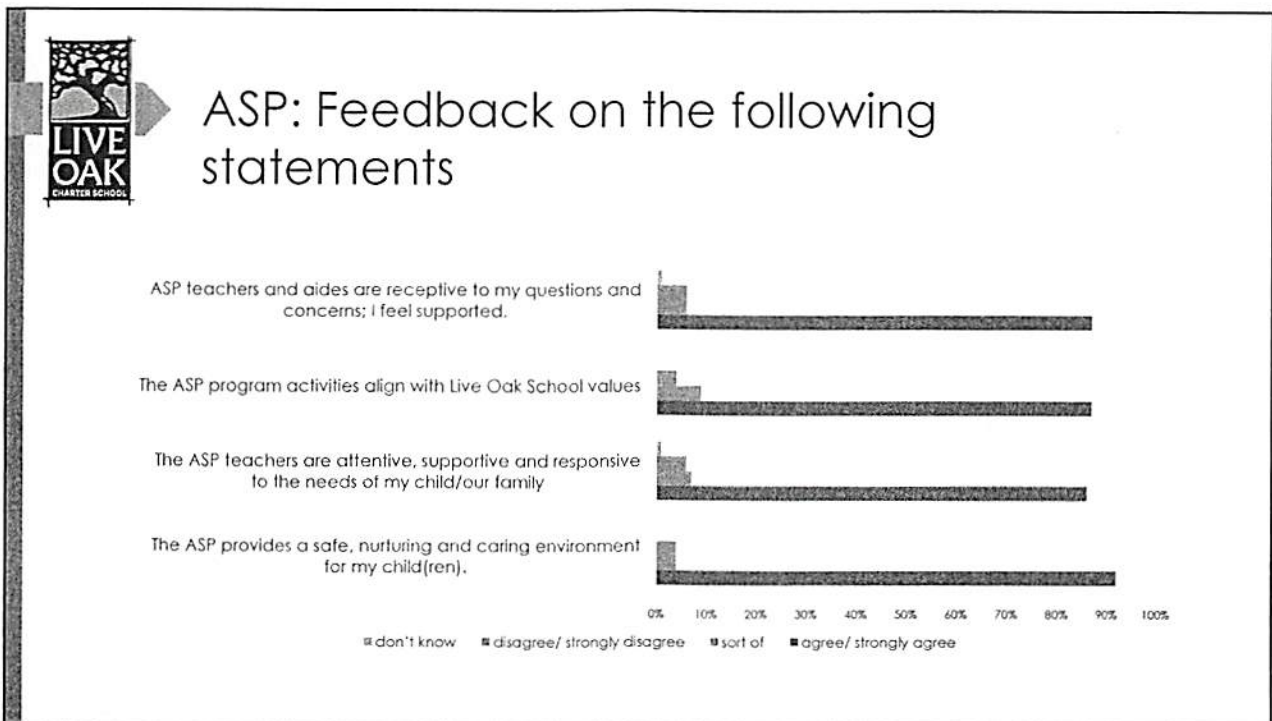 LIVE
OAK
CHARTER SCHOOL
ASP: Feedback on the following
statements
ASP teachers and aides are receptive to my questions and
concerns; I feel supported.
The ASP program activities align with Live Oak School values
The ASP teachers are attentive, supportive and responsive
to the needs of my child/our family
The ASP provides a safe, nurturing and caring environment
for my child(ren).
0% 10% 20% 30% 40% 50% 60% 70% 80% 90% 100%
don't know disagree/ strongly disagree sort of agree/ strongly agree